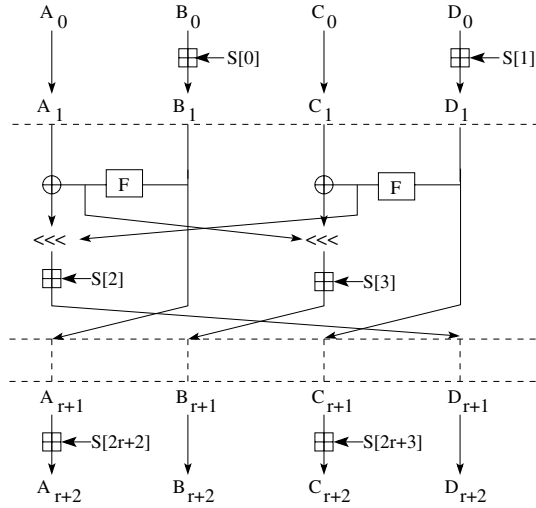 A0 B0 C0 D0
S[0] S[1]
A1 B1 C1 D1
F F
<<< <<<
S[2] S[3]
Ar+1 Br+1 Cr+1 Dr+1
S[2r+2] S[2r+3]
Ar+2 Br+2 Cr+2 Dr+2